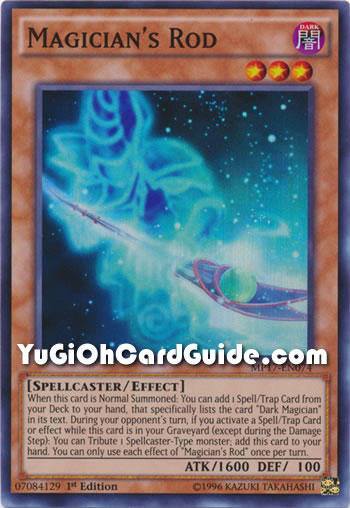 Magician's Rod
DARK
闇
YuGiOhCardGuide.com
MP17-EN074
[SPELLCASTER/EFFECT]
When this card is Normal Summoned: You can add 1 Spell/Trap Card from
your Deck to your hand, that specifically lists the card "Dark Magician"
in its text. During your opponent's turn, if you activate a Spell/Trap Card
or effect while this card is in your Graveyard (except during the Damage
Step): You can Tribute 1 Spellcaster-Type monster; add this card to your
hand. You can only use each effect of "Magician's Rod" once per turn.
ATK/1600 DEF/ 100
07084129 1st Edition ©1996 KAZUKI TAKAHASHI